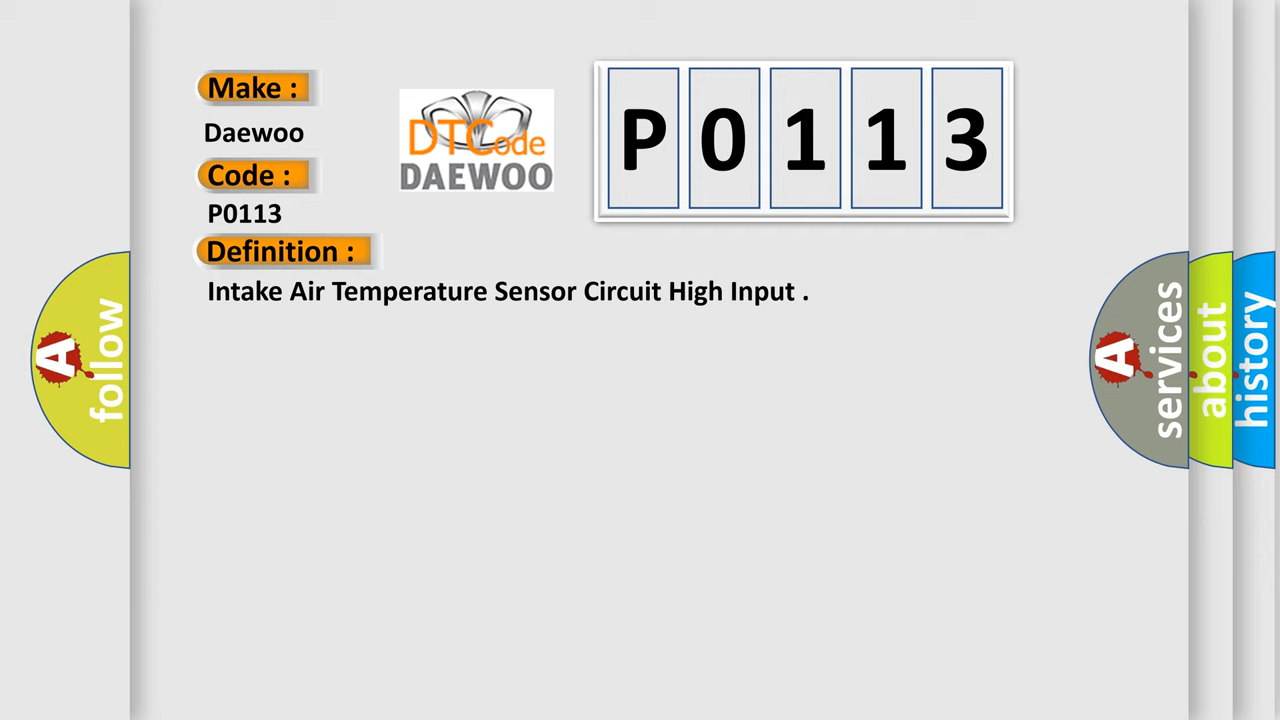 Make :
Daewoo
Code :
P0113
Definition :
Intake Air Temperature Sensor Circuit High Input .
DTCode
DAEWOO
P 0 1 1 3
A
follow
A
services
about
history